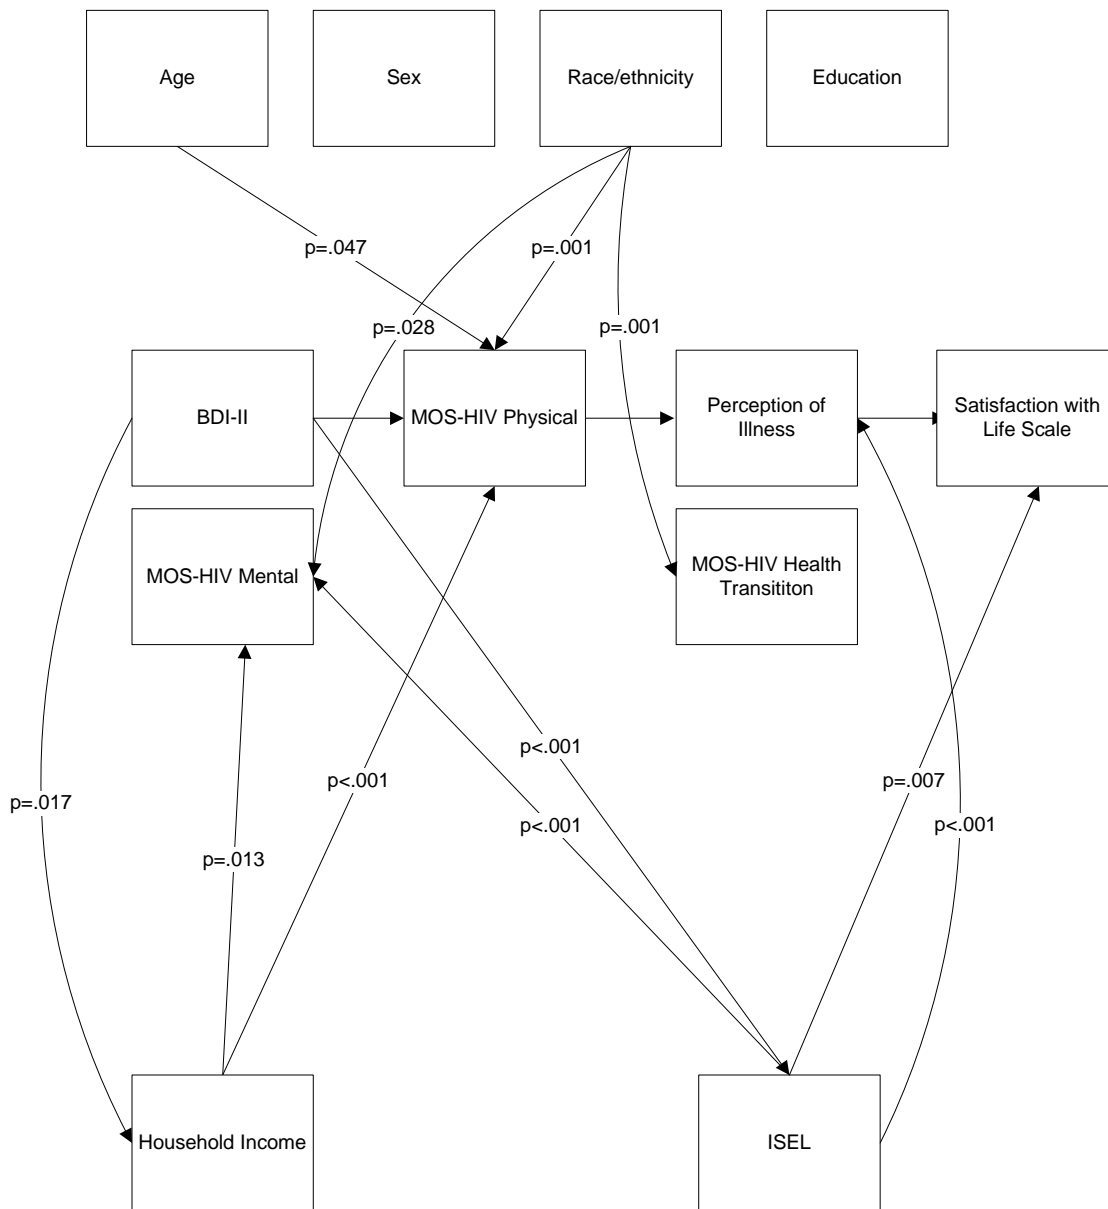 Age
Sex
Race/ethnicity
Education
p=.047
p=.001
p=.028
p=.001
BDI-II
MOS-HIV Physical
Perception of
Illness
Satisfaction with
Life Scale
MOS-HIV Mental
MOS-HIV Health
Transititon
p<.001
p<.001
p=.007
p=.017
p<.001
p<.001
p=.013
Household Income
ISEL